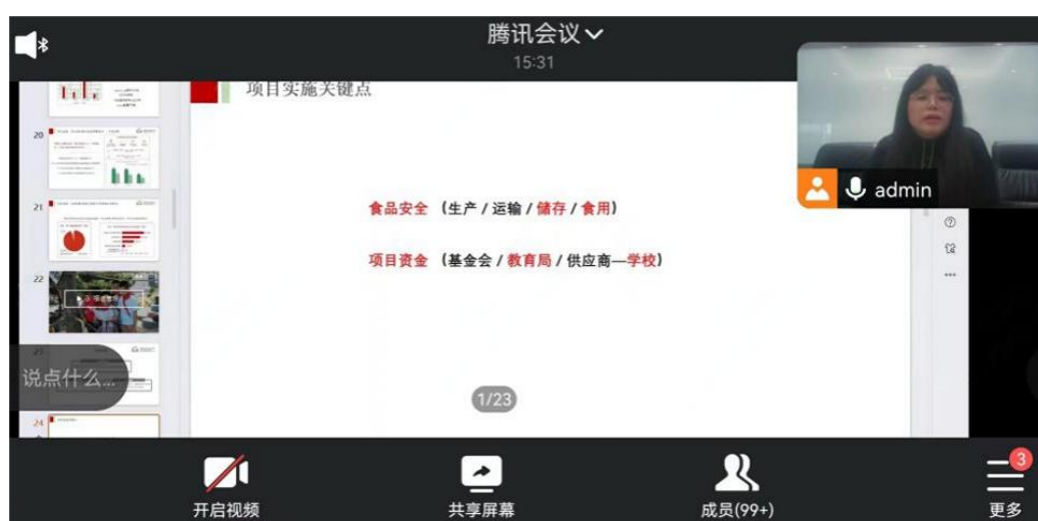 腾讯会议
15:31
项目实施关键点
admin
20
21
食品安全 (生产 / 运输 / 储存 / 食用)
项目资金 (基金会 / 教育局 / 供应商—学校)
22
23
说点什么...
1/23
24
3
开启视频
共享屏幕
成员(99+)
更多